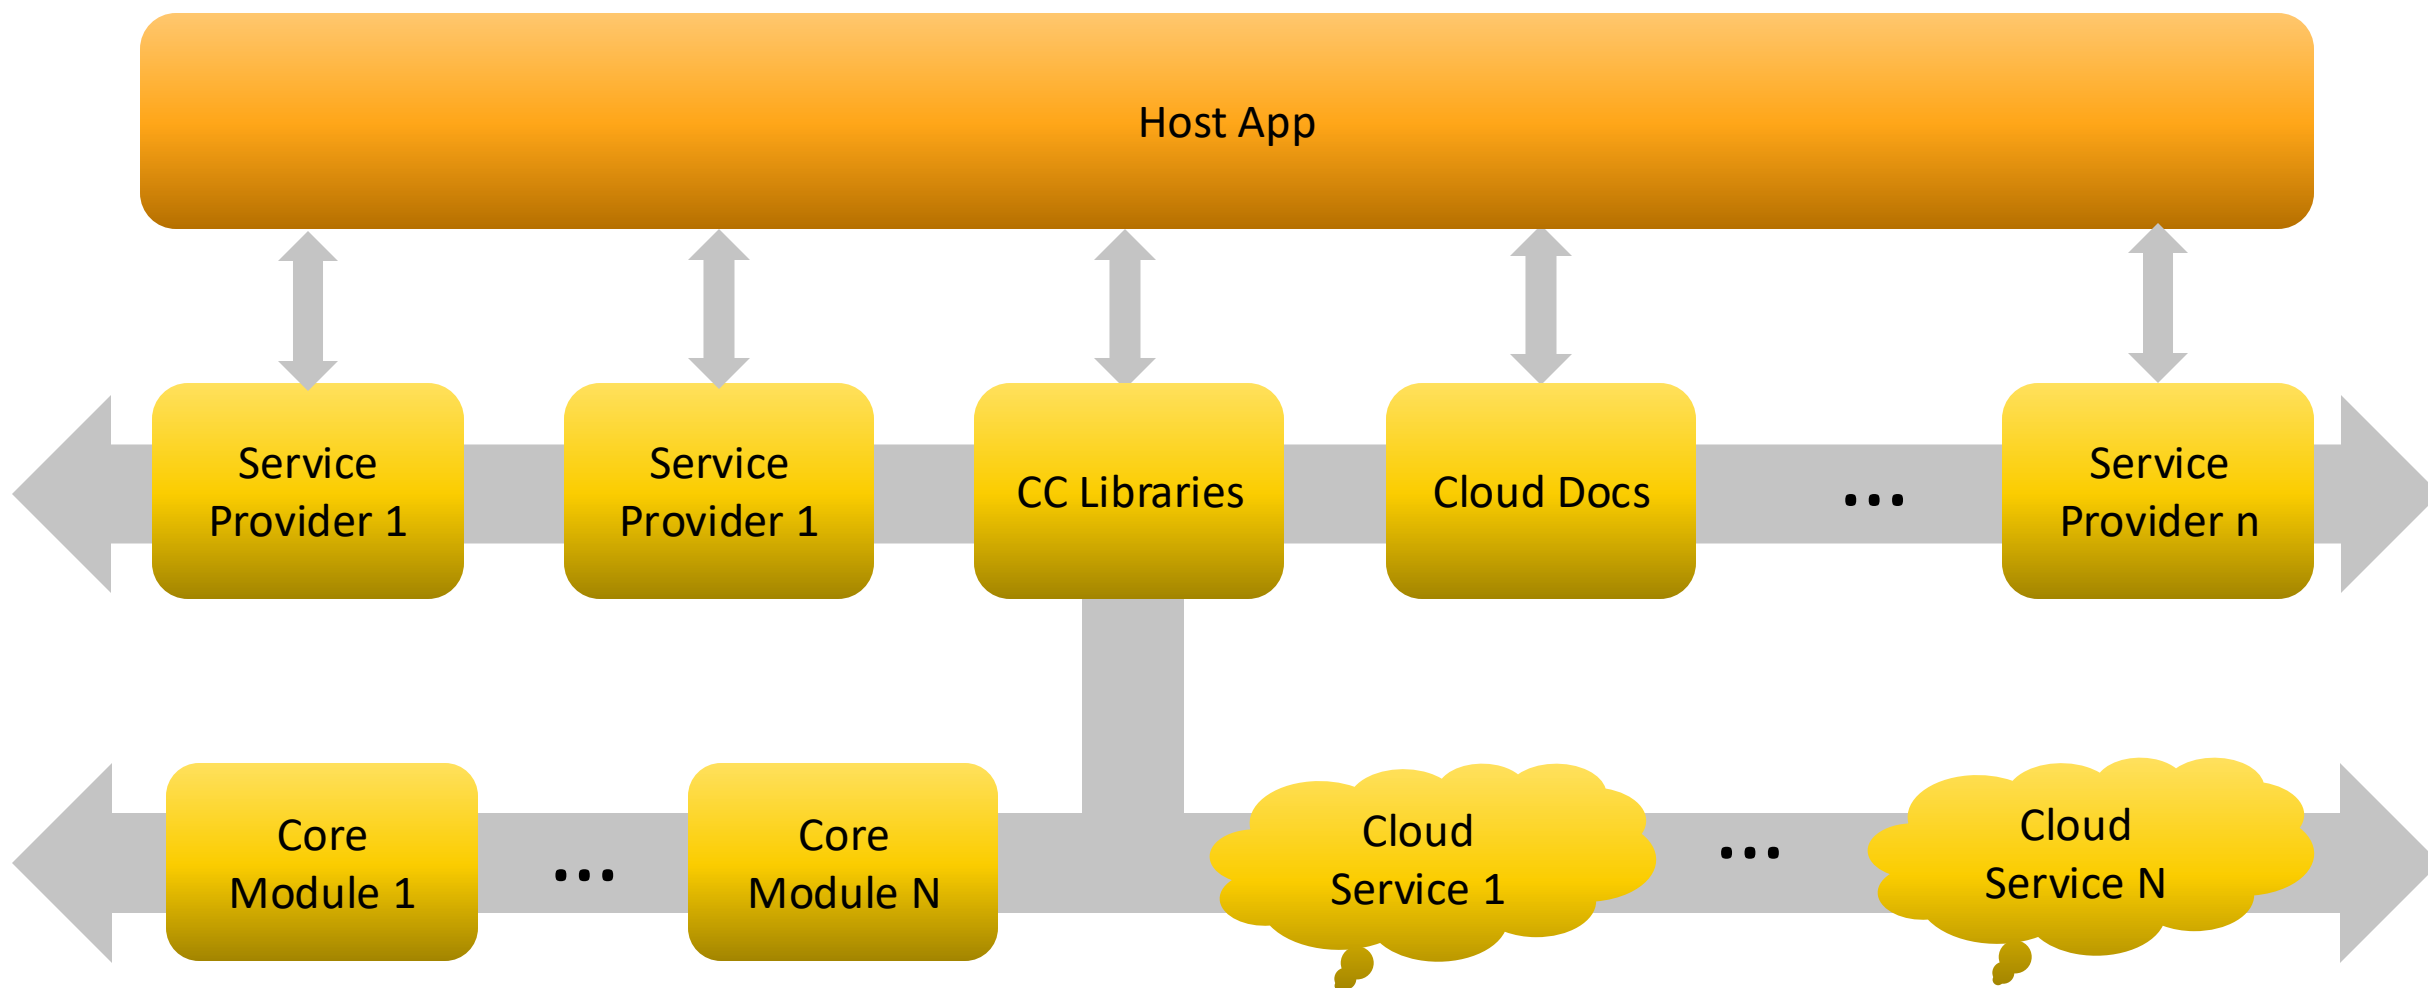 Host App
Service
Provider 1
Service
Provider 1
CC Libraries
Cloud Docs
...
Service
Provider n
Core
Module 1
...
Core
Module N
Cloud
Service 1
...
Cloud
Service N